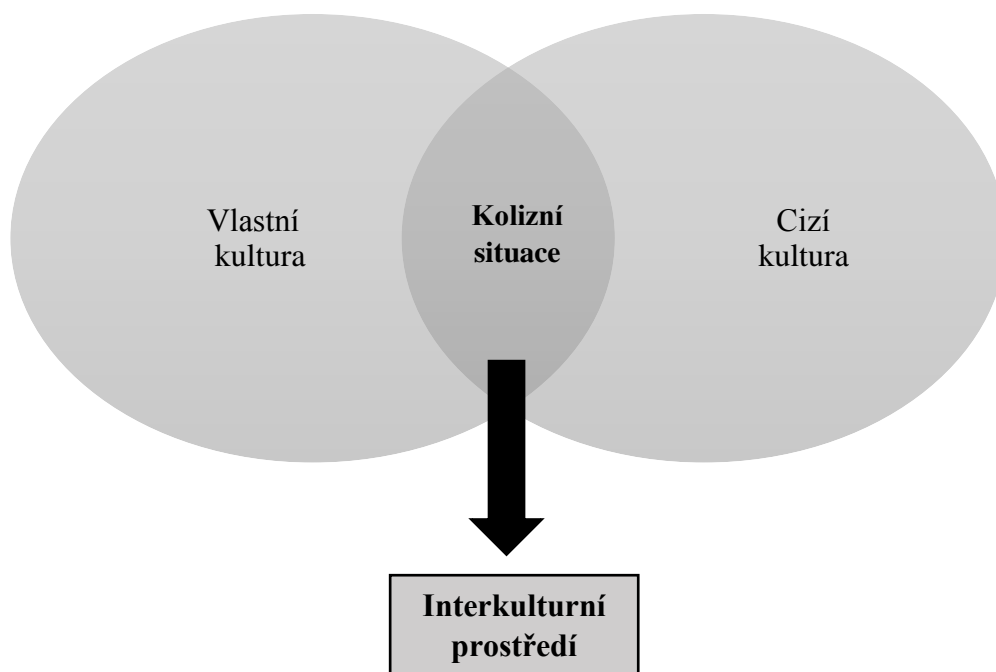 Vlastní
kultura
Kolizní
situace
Cizí
kultura
Interkulturní
prostředí